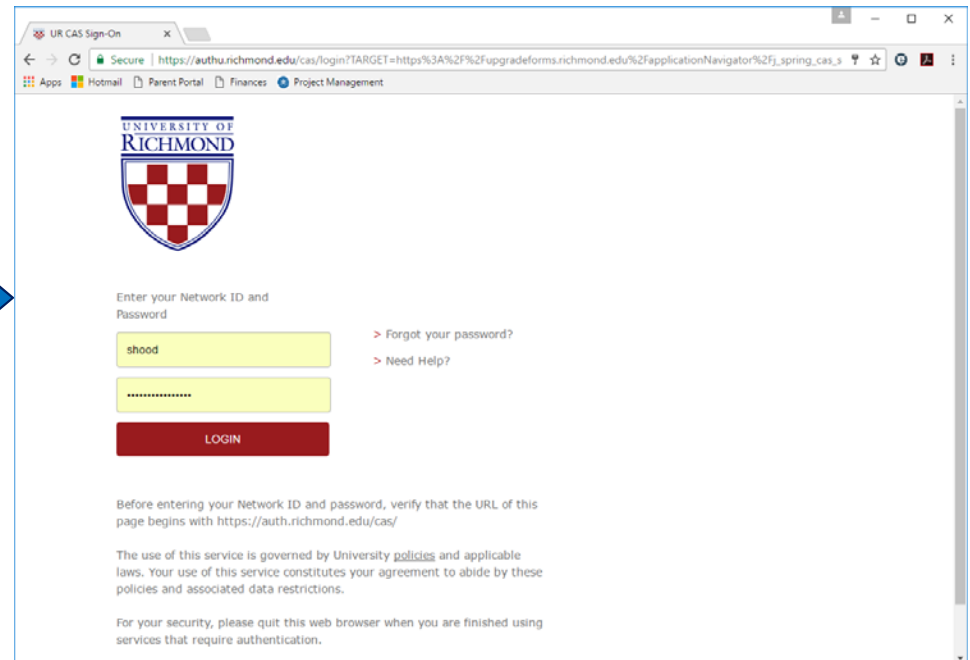 UR CAS Sign-On
Secure | https://authu.richmond.edu/cas/login?TARGET=https%3A%2F%2Fupgradeforms.richmond.edu%2FapplicationNavigator%2Fj_spring_cas_s
Apps Hotmail Parent Portal Finances Project Management
UNIVERSITY OF
RICHMOND
Enter your Network ID and
Password
> Forgot your password?
shood
> Need Help?
••••••••••••••••
LOGIN
Before entering your Network ID and password, verify that the URL of this
page begins with https://auth.richmond.edu/cas/
The use of this service is governed by University policies and applicable
laws. Your use of this service constitutes your agreement to abide by these
policies and associated data restrictions.
For your security, please quit this web browser when you are finished using
services that require authentication.